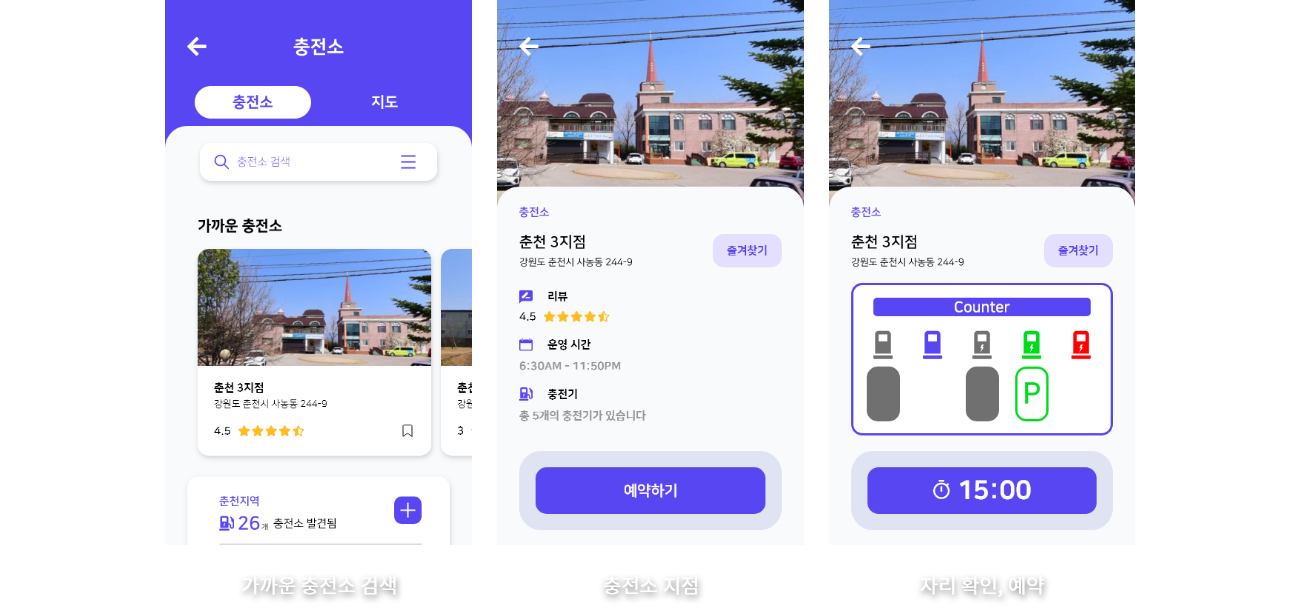 충전소
충전소
지도
충전소 검색
가까운 충전소
춘천 3지점
강원도 춘천시 사농동 244-9
4.5
춘천지역
26개 충전소 발견됨
3
충전소
춘천 3지점
강원도 춘천시 사농동 244-9
즐겨찾기
리뷰
4.5
운영 시간
6:30AM - 11:50PM
충전기
총 5개의 충전기가 있습니다
예약하기
충전소
춘천 3지점
강원도 춘천시 사농동 244-9
즐겨찾기
Counter
P
15:00
가까운 충전소 검색
충전소 지점
자리 확인, 예약